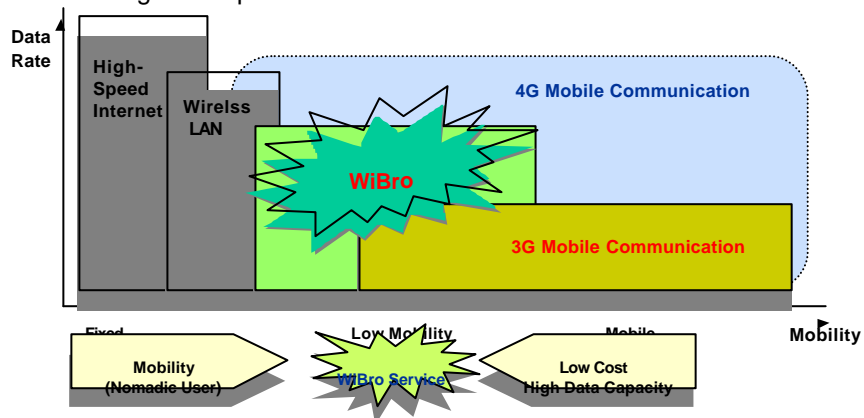 Data
Rate
High-
Speed
Internet
Wirelss
LAN
4G Mobile Communication
WiBro
3G Mobile Communication
Fixed
Low Mobility
Mobile
Mobility
Mobility
(Nomadic User)
WiBro Service
Low Cost
High Data Capacity